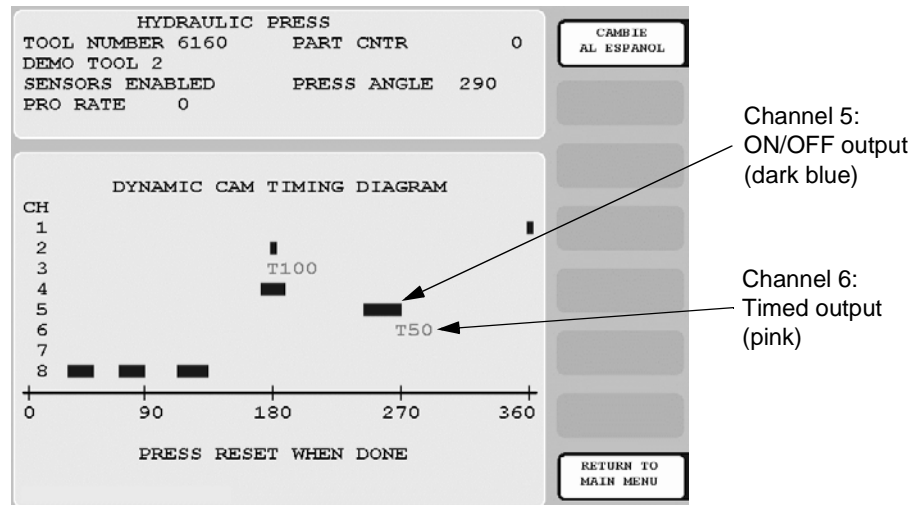 HYDRAULIC PRESS
TOOL NUMBER 6160 PART CNTR 0
DEMO TOOL 2
SENSORS ENABLED PRESS ANGLE 290
PRO RATE 0
CAMBIE
AL ESPANOL
DYNAMIC CAM TIMING DIAGRAM
CH
1
2
3 T100
4
5
6 T50
7
8
0 90 180 270 360
PRESS RESET WHEN DONE
RETURN TO
MAIN MENU
Channel 5:
ON/OFF output
(dark blue)
Channel 6:
Timed output
(pink)